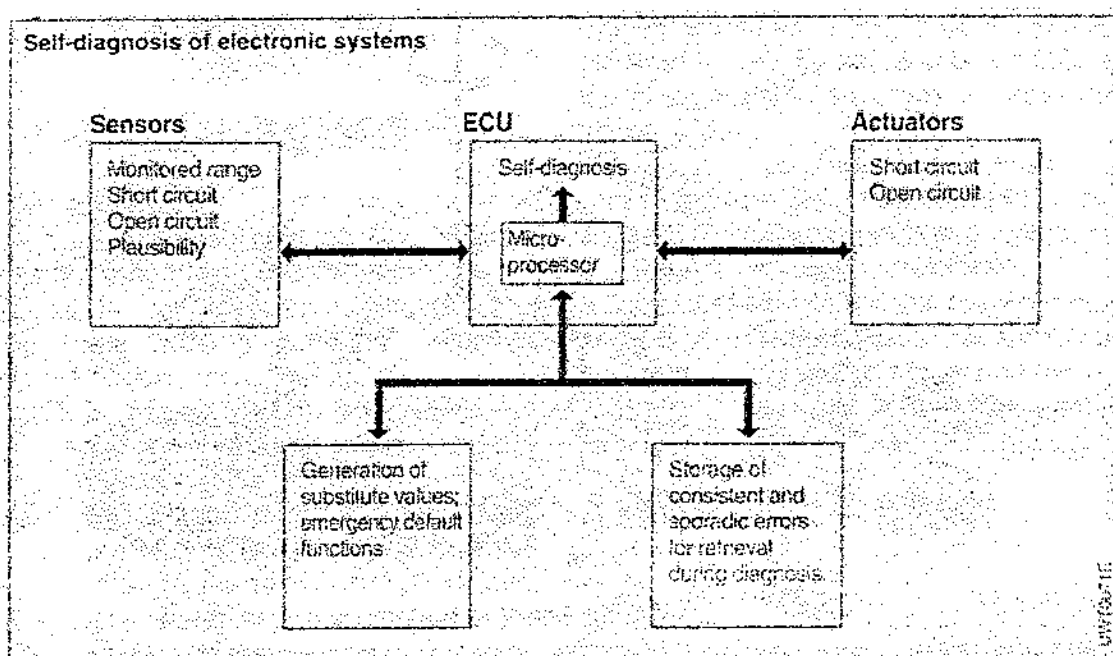 Self-diagnosis of electronic systems
Sensors
Monitored range
Short circuit
Open circuit
Plausibility
ECU
Self-diagnosis
Micro-
processor
Actuators
Short circuit
Open circuit
Generation of
substitute values;
emergency default
functions
Storage of
consistent and
sporadic errors
for retrieval
during diagnosis.